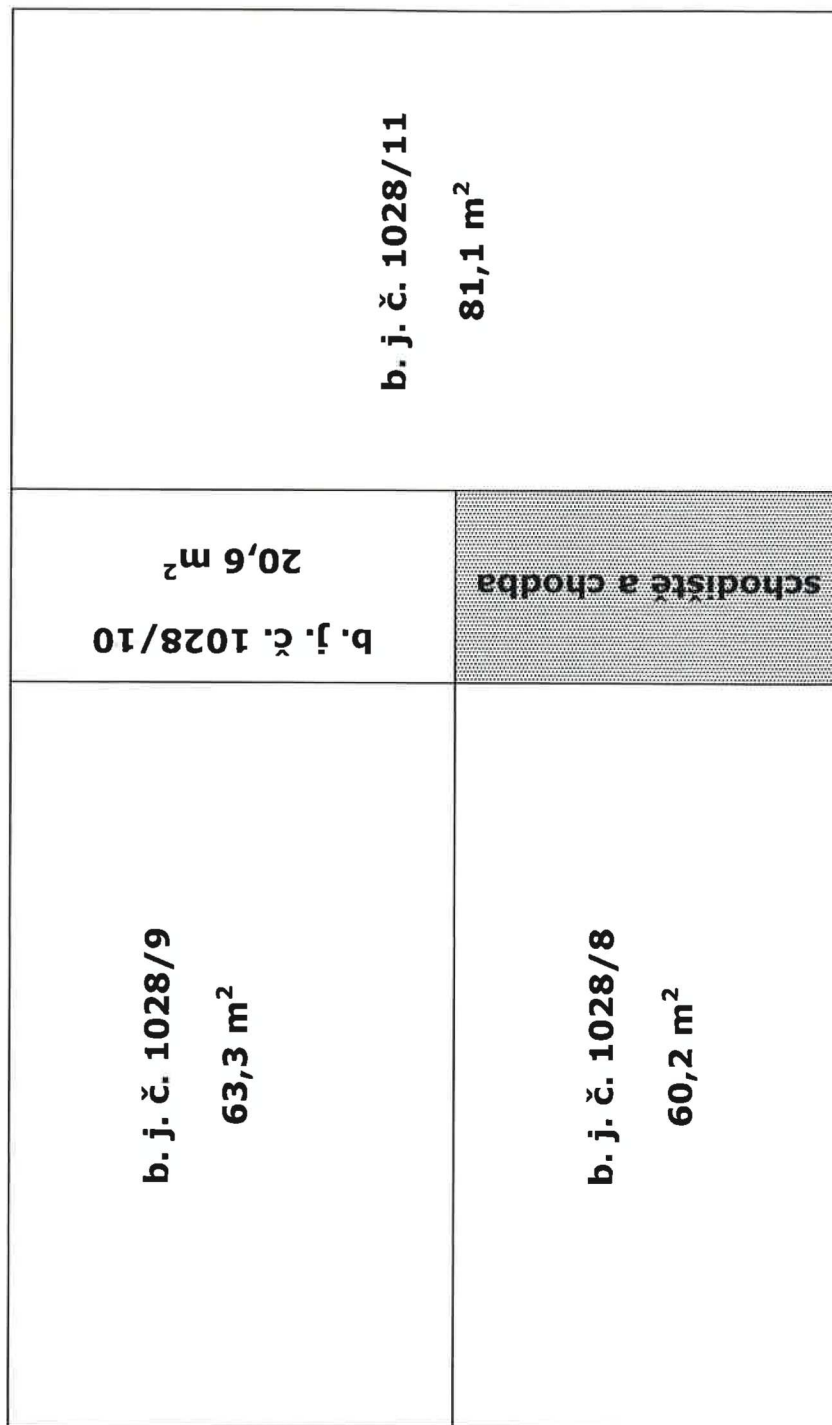 b. j. č. 1028/11
81,1 m²
b. j. č. 1028/10
20,6 m²
schodiště a chodba
b. j. č. 1028/9
63,3 m²
b. j. č. 1028/8
60,2 m²